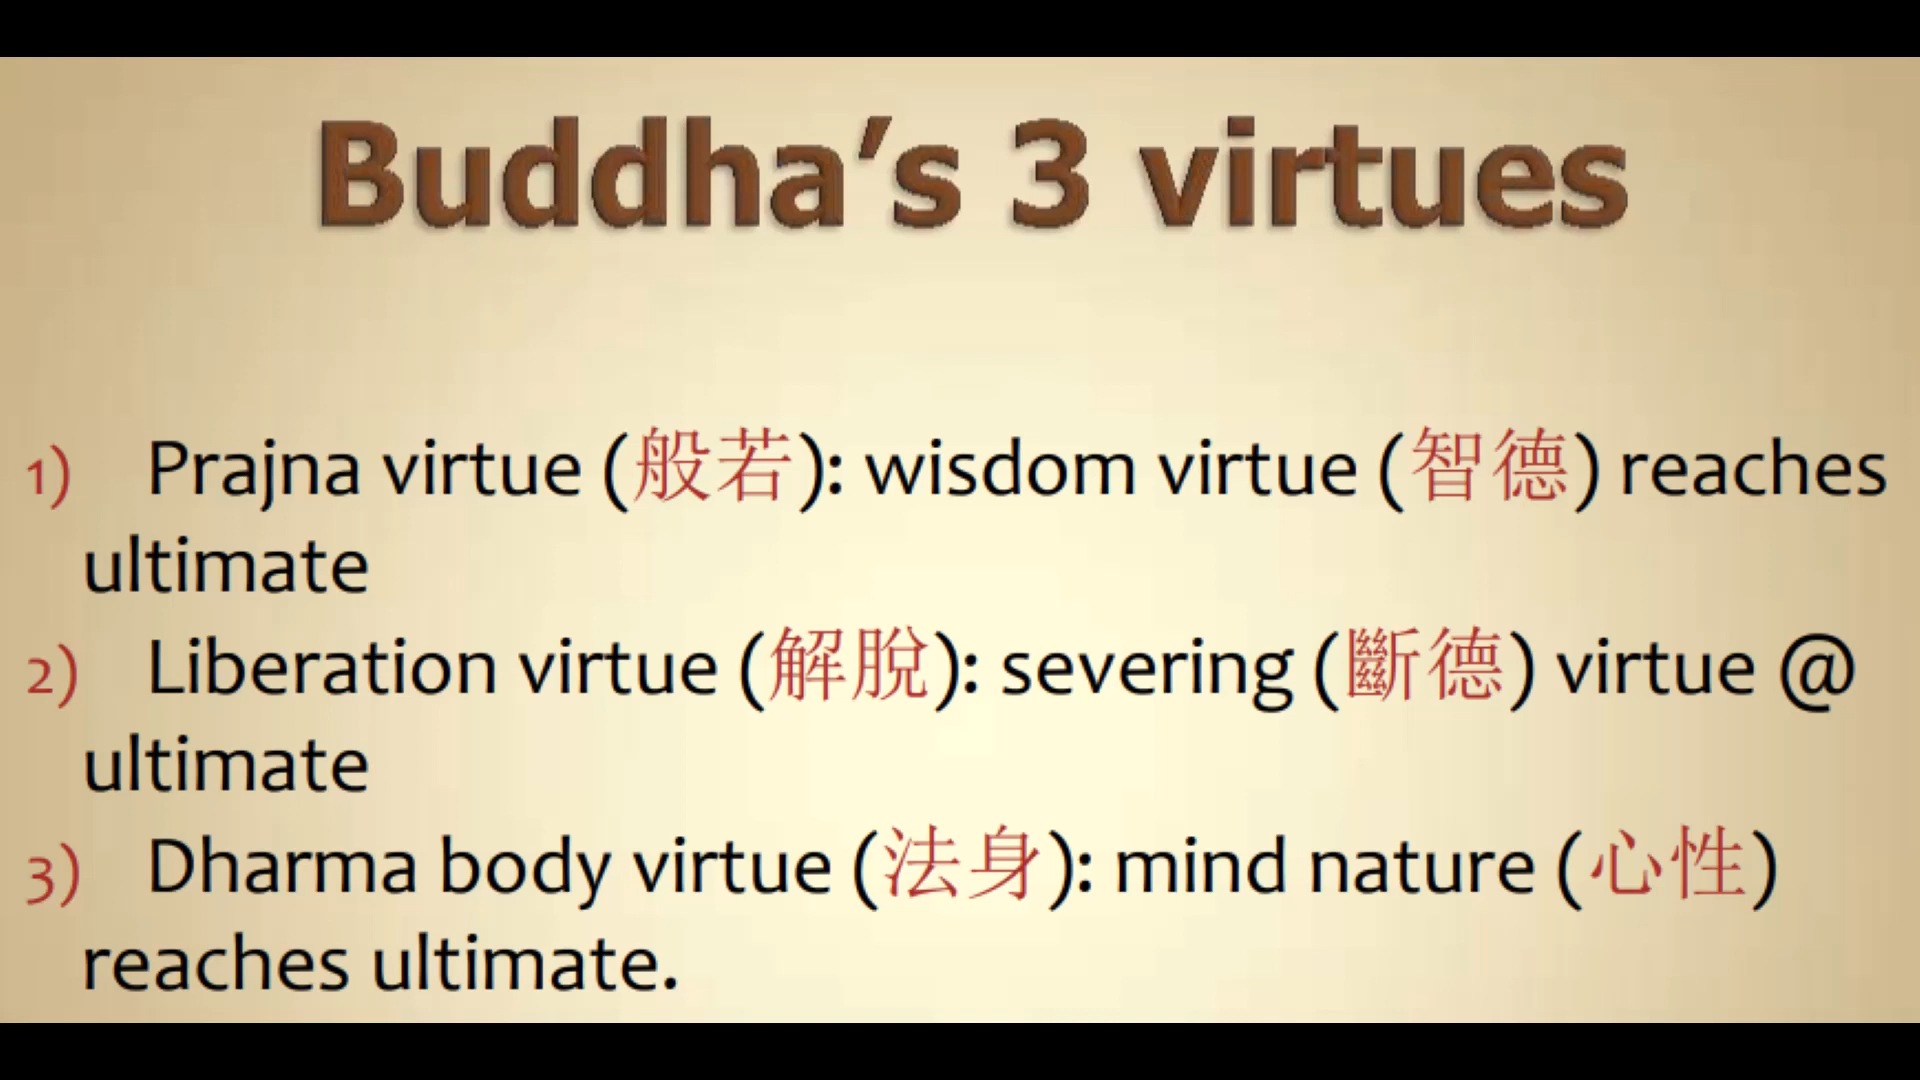 Buddha’s 3 virtues
1) Prajna virtue (般若): wisdom virtue (智德) reaches
ultimate
2) Liberation virtue (解脫): severing (斷德) virtue @
ultimate
3) Dharma body virtue (法身): mind nature (心性)
reaches ultimate.